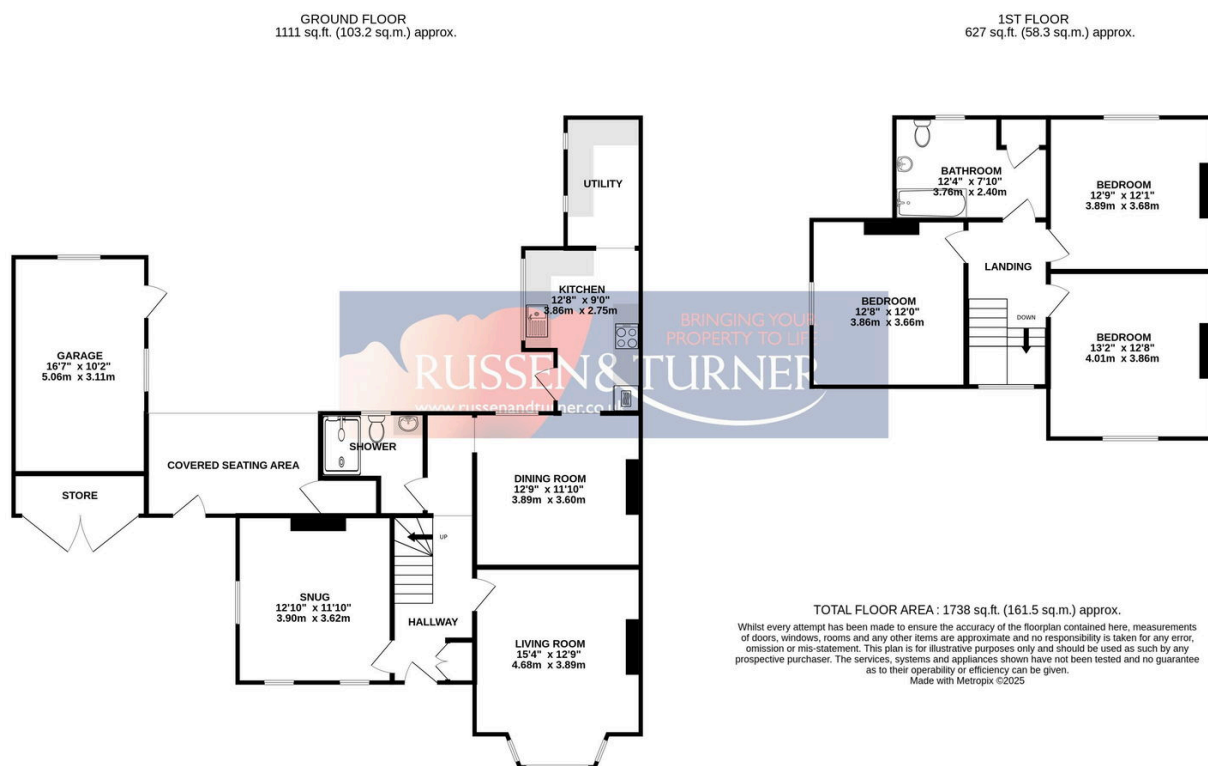 GROUND FLOOR
1111 sq.ft. (103.2 sq.m.) approx.
1ST FLOOR
627 sq.ft. (58.3 sq.m.) approx.
UTILITY
KITCHEN
12'8" x 9'0"
3.86m x 2.75m
GARAGE
16'7" x 10'2"
5.06m x 3.11m
STORE
COVERED SEATING AREA
SHOWER
DINING ROOM
12'9" x 11'10"
3.89m x 3.60m
UP
SNUG
12'10" x 11'10"
3.90m x 3.62m
HALLWAY
LIVING ROOM
15'4" x 12'9"
4.68m x 3.89m
BATHROOM
12'4" x 7'10"
3.76m x 2.40m
BEDROOM
12'9" x 12'1"
3.89m x 3.68m
LANDING
DOWN
BEDROOM
12'8" x 12'0"
3.86m x 3.66m
BEDROOM
13'2" x 12'8"
4.01m x 3.86m
BRINGING YOUR
PROPERTY TO LIFE
RUSSEN & TURNER
www.russenandturner.co.uk
TOTAL FLOOR AREA : 1738 sq.ft. (161.5 sq.m.) approx.
Whilst every attempt has been made to ensure the accuracy of the floorplan contained here, measurements
of doors, windows, rooms and any other items are approximate and no responsibility is taken for any error,
omission or mis-statement. This plan is for illustrative purposes only and should be used as such by any
prospective purchaser. The services, systems and appliances shown have not been tested and no guarantee
as to their operability or efficiency can be given.
Made with Metropix ©2025